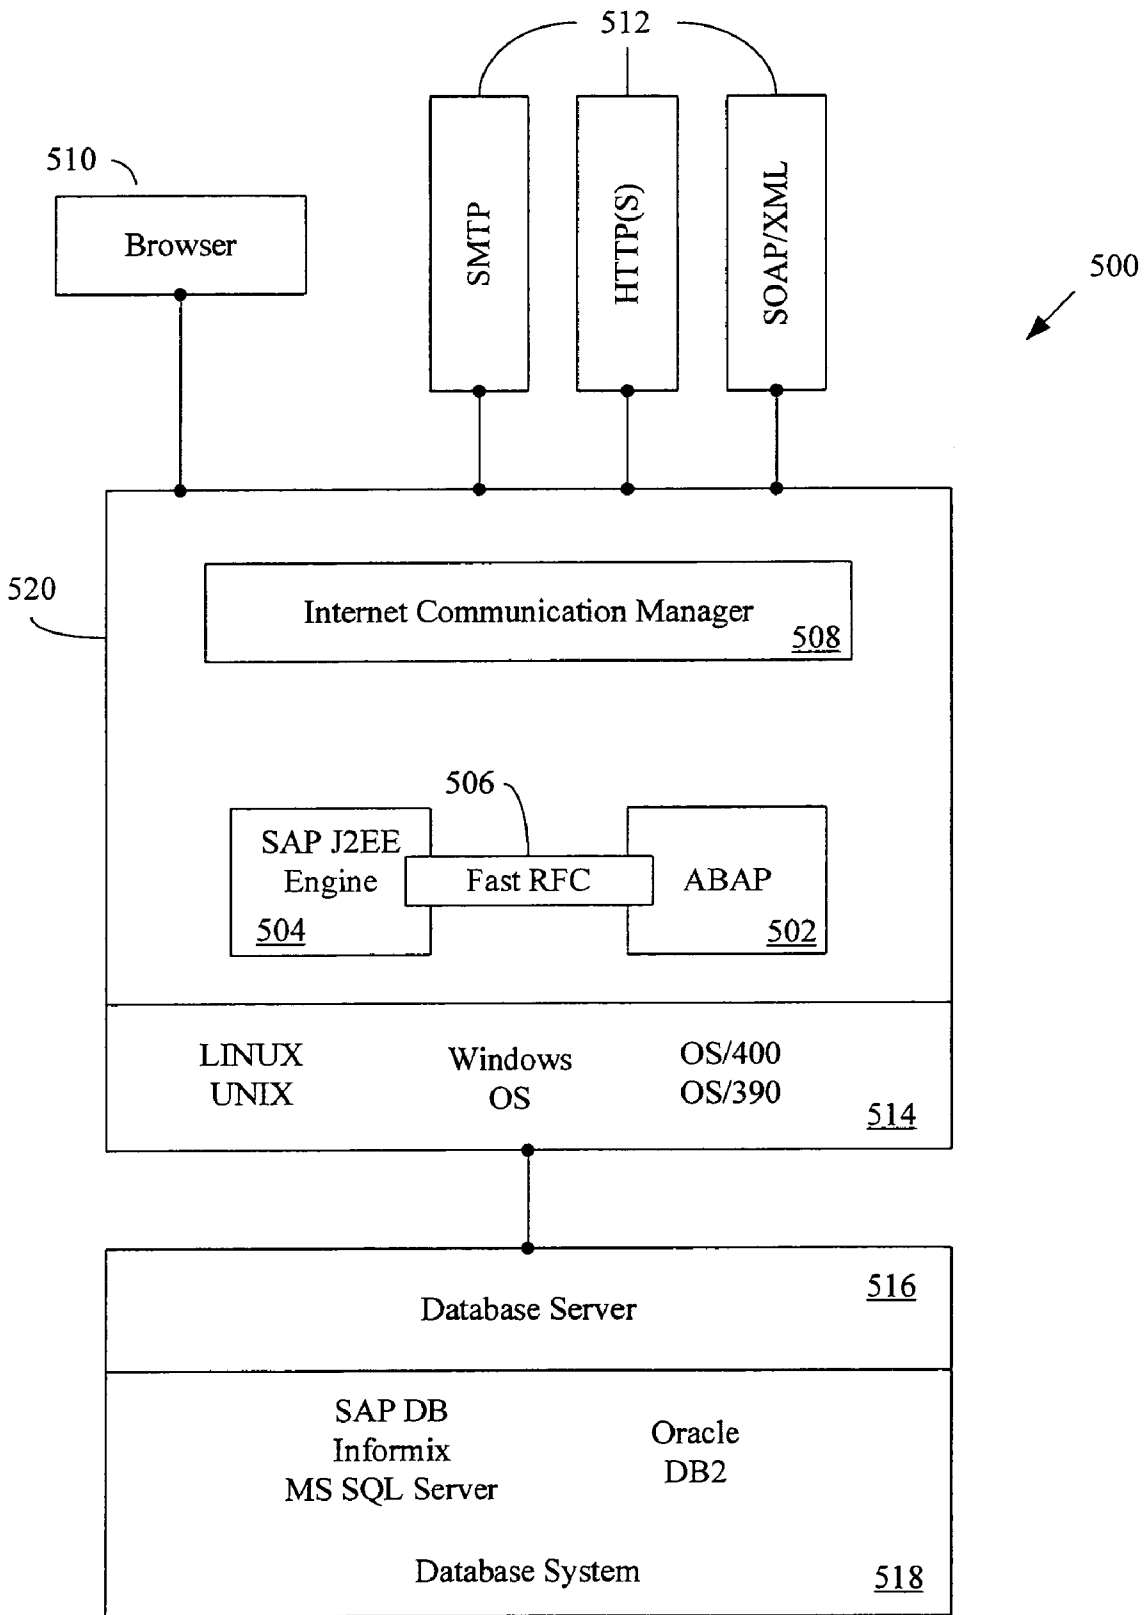 512
510
Browser
SMTP
HTTP(S)
SOAP/XML
500
520
Internet Communication Manager
508
506
SAP J2EE
Engine
504
Fast RFC
ABAP
502
LINUX
UNIX
Windows
OS
OS/400
OS/390
514
516
Database Server
SAP DB
Informix
MS SQL Server
Oracle
DB2
Database System
518